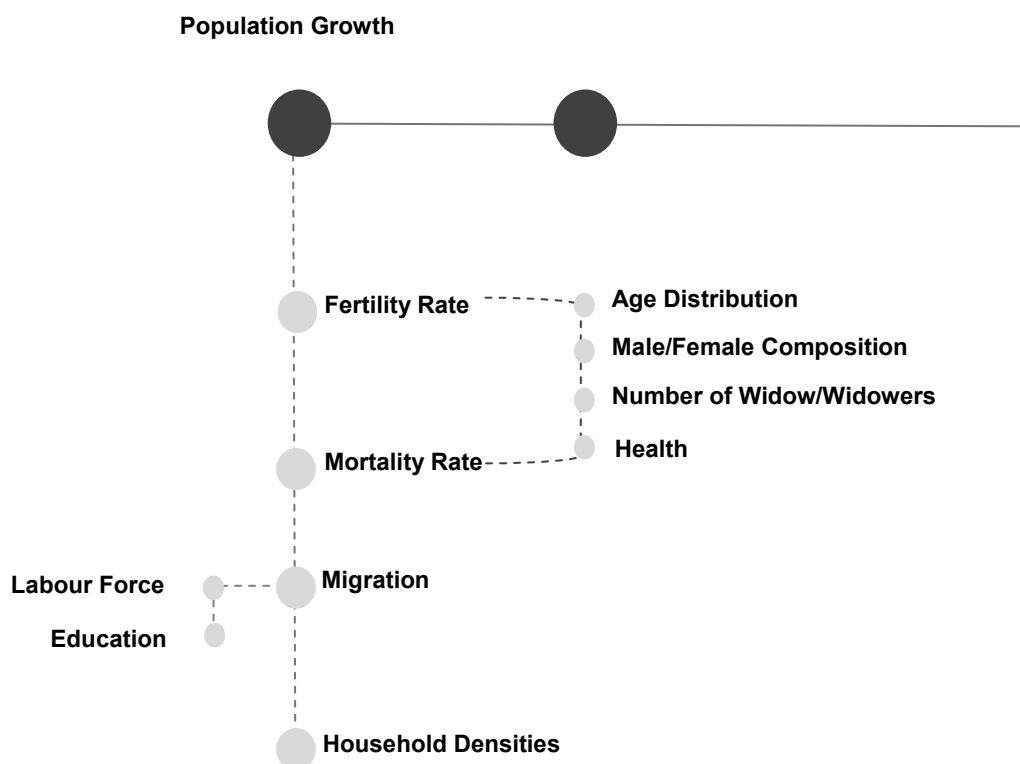 Population Growth
Fertility Rate
Age Distribution
Male/Female Composition
Number of Widow/Widowers
Mortality Rate
Health
Labour Force
Migration
Education
Household Densities